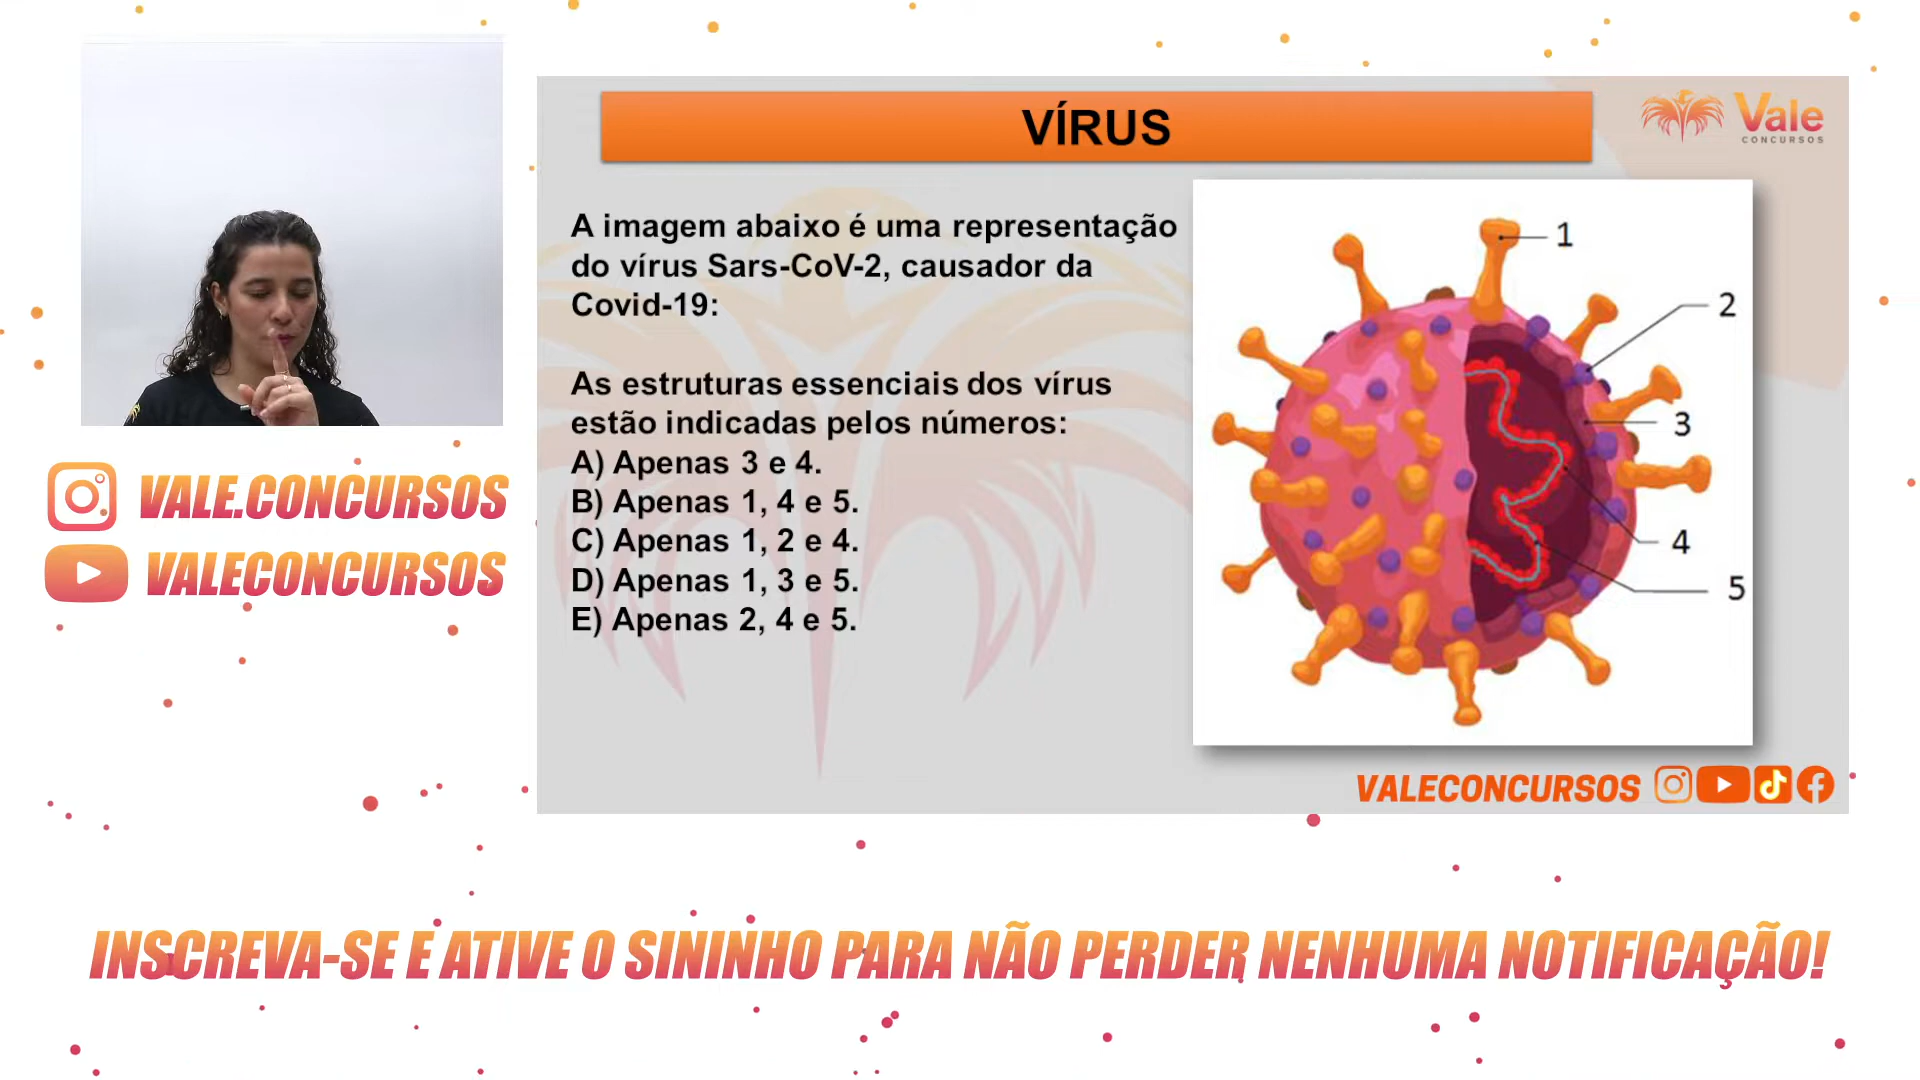 VÍRUS
Vale
CONCURSOS
A imagem abaixo é uma representação
do vírus Sars-CoV-2, causador da
Covid-19:
As estruturas essenciais dos vírus
estão indicadas pelos números:
A) Apenas 3 e 4.
B) Apenas 1, 4 e 5.
C) Apenas 1, 2 e 4.
D) Apenas 1, 3 e 5.
E) Apenas 2, 4 e 5.
1
2
3
4
5
VALECONCURSOS
VALE.CONCURSOS
VALECONCURSOS
INSCREVA-SE E ATIVE O SININHO PARA NÃO PERDER NENHUMA NOTIFICAÇÃO!